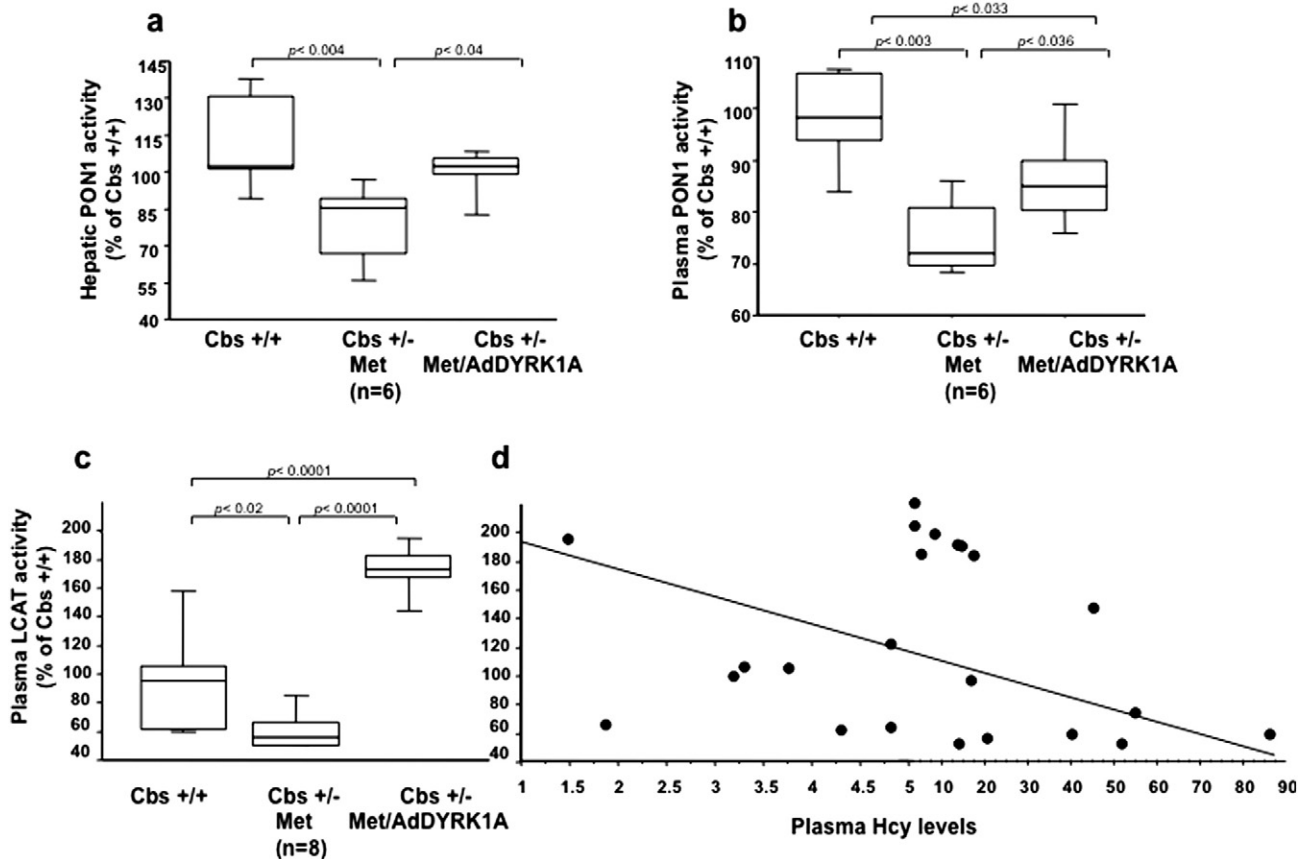 a
p< 0.004
p< 0.04
Hepatic PON1 activity
(% of Cbs +/+)
145
130
115
100
85
70
55
40
Cbs +/+
Cbs +/-
Met
(n=6)
Cbs +/-
Met/AdDYRK1A
b
p< 0.033
p< 0.003
p< 0.036
Plasma PON1 activity
(% of Cbs +/+)
110
100
90
80
70
60
Cbs +/+
Cbs +/-
Met
(n=6)
Cbs +/-
Met/AdDYRK1A
c
p< 0.0001
p< 0.02
p< 0.0001
Plasma LCAT activity
(% of Cbs +/+)
200
180
160
140
120
100
80
60
40
Cbs +/+
Cbs +/-
Met
(n=8)
Cbs +/-
Met/AdDYRK1A
d
200
180
160
140
120
100
80
60
40
1 1.5 2 3 3.5 4 4.5 5 10 20 30 40 50 60 70 80 90
Plasma Hcy levels